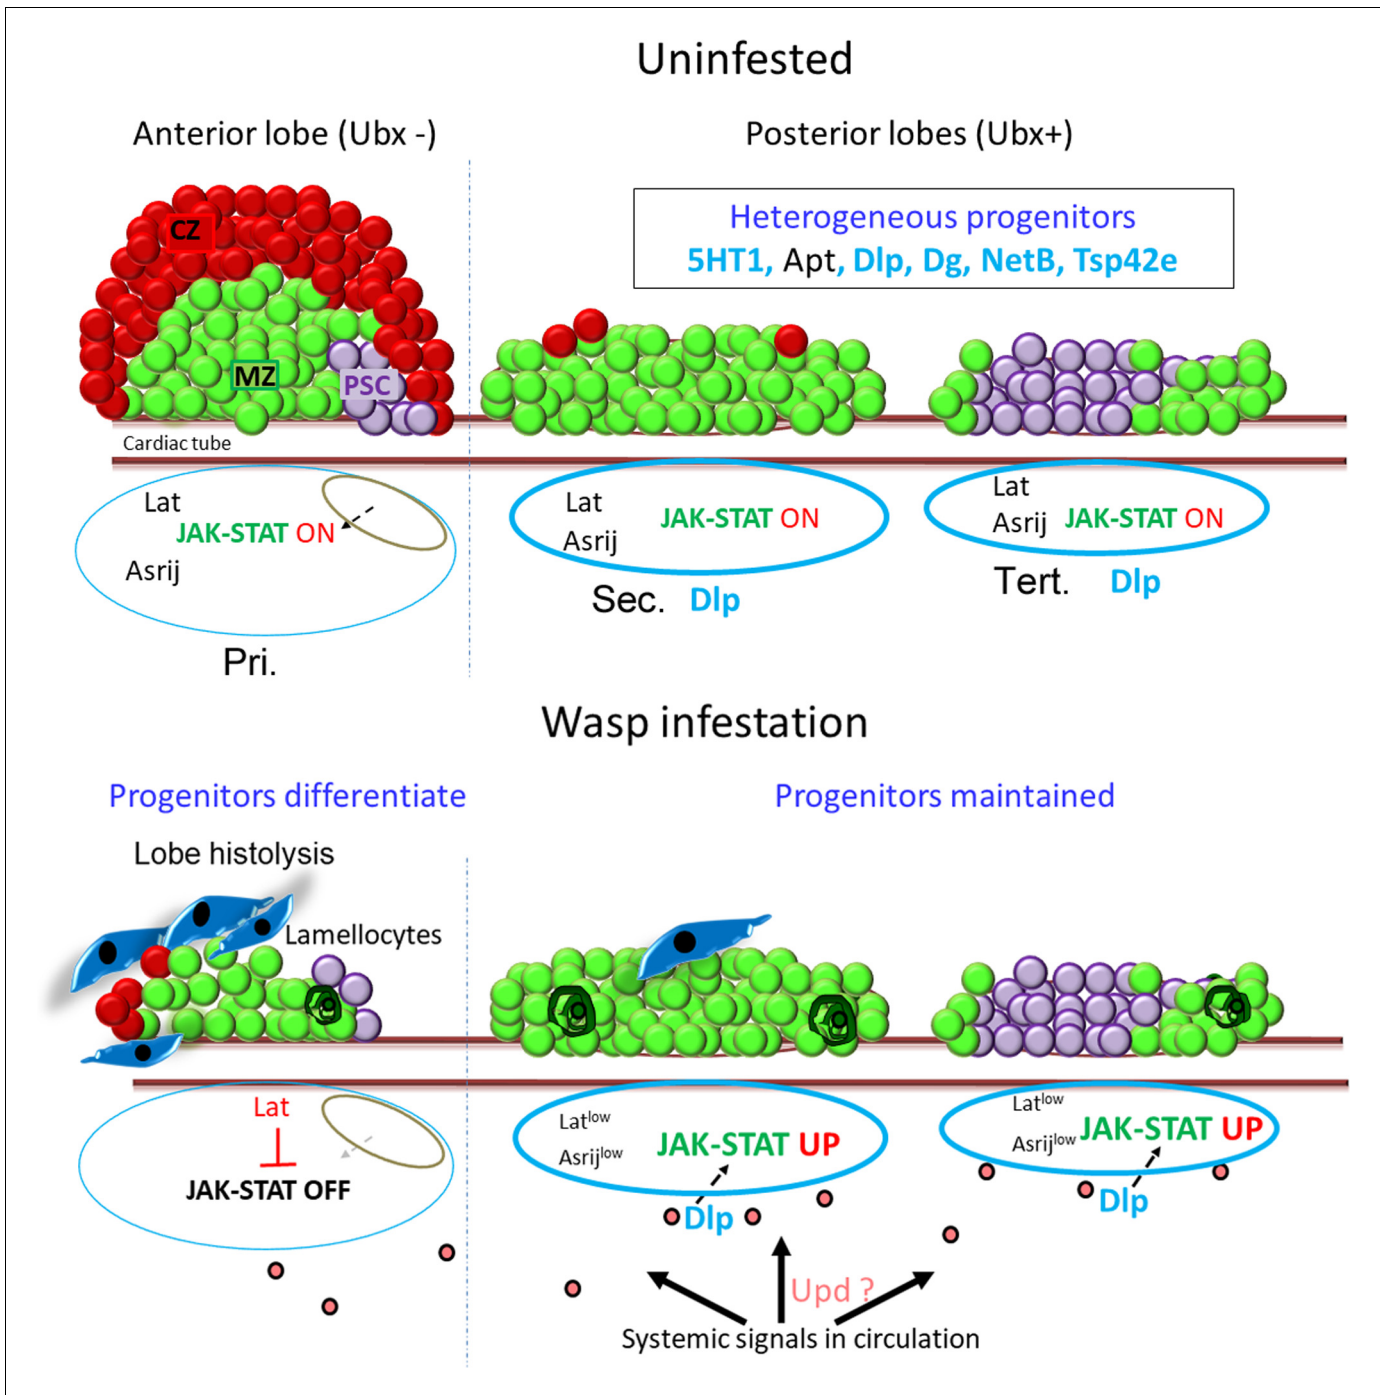 Uninfested
Anterior lobe (Ubx -)
Posterior lobes (Ubx+)
Heterogeneous progenitors
5HT1, Apt, Dlp, Dg, NetB, Tsp42e
CZ
MZ
PSC
Cardiac tube
Lat
JAK-STAT ON
Asrij
Pri.
Lat
JAK-STAT ON
Asrij
Sec. Dlp
Lat
Asrij JAK-STAT ON
Tert. Dlp
Wasp infestation
Progenitors differentiate
Progenitors maintained
Lobe histolysis
Lamellocytes
Lat
JAK-STAT OFF
Latlow
JAK-STAT UP
Asrijlow
Dlp
Latlow
JAK-STAT UP
Asrijlow
Dlp
Upd ?
Systemic signals in circulation